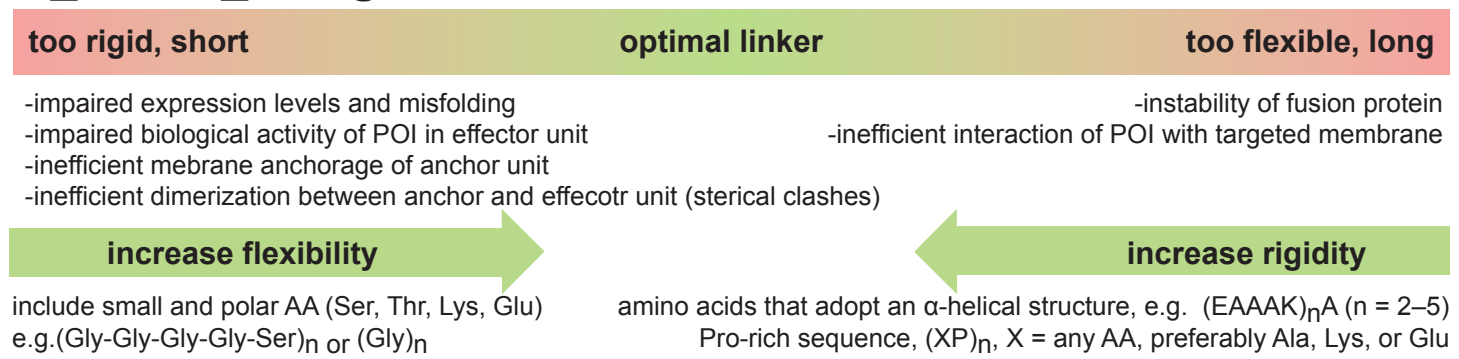 too rigid, short optimal linker too flexible, long
-impaired expression levels and misfolding
-impaired biological activity of POI in effector unit
-inefficient mebrane anchorage of anchor unit
-inefficient dimerization between anchor and effecotr unit (sterical clashes)
-instability of fusion protein
-inefficient interaction of POI with targeted membrane
increase flexibility
include small and polar AA (Ser, Thr, Lys, Glu)
e.g.(Gly-Gly-Gly-Gly-Ser)n or (Gly)n
increase rigidity
amino acids that adopt an α-helical structure, e.g. (EAAAK)nA (n = 2–5)
Pro-rich sequence, (XP)n, X = any AA, preferably Ala, Lys, or Glu